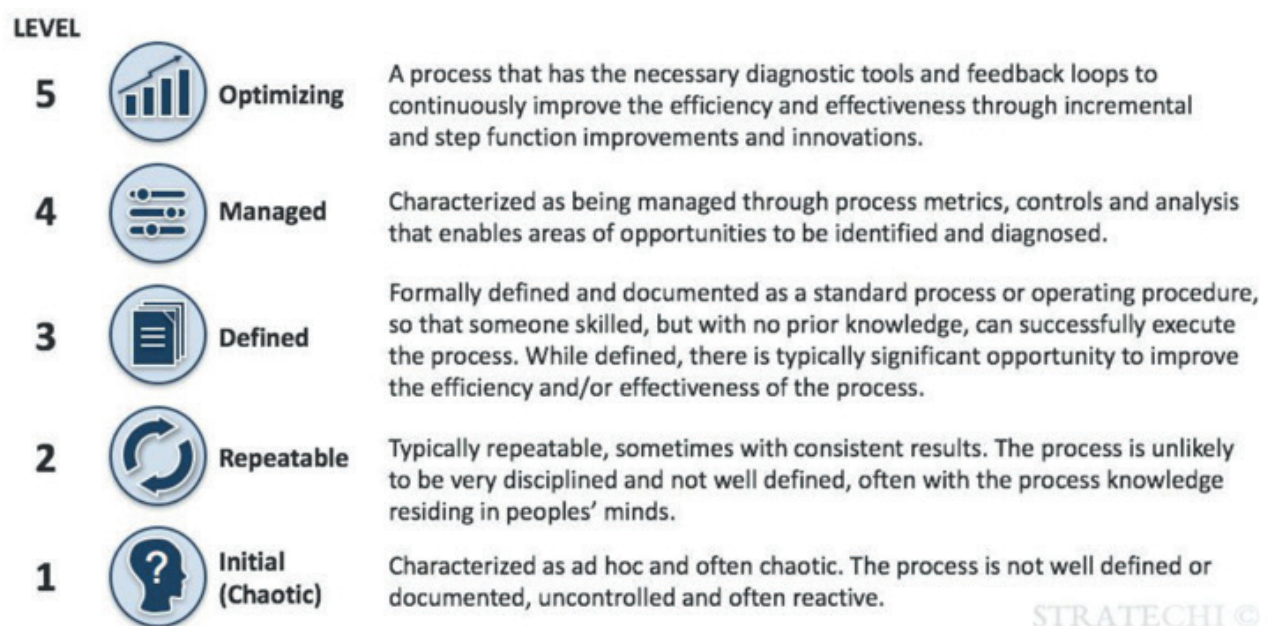 LEVEL
5
Optimizing
A process that has the necessary diagnostic tools and feedback loops to
continuously improve the efficiency and effectiveness through incremental
and step function improvements and innovations.
4
Managed
Characterized as being managed through process metrics, controls and analysis
that enables areas of opportunities to be identified and diagnosed.
3
Defined
Formally defined and documented as a standard process or operating procedure,
so that someone skilled, but with no prior knowledge, can successfully execute
the process. While defined, there is typically significant opportunity to improve
the efficiency and/or effectiveness of the process.
2
Repeatable
Typically repeatable, sometimes with consistent results. The process is unlikely
to be very disciplined and not well defined, often with the process knowledge
residing in peoples’ minds.
1
?
Initial
(Chaotic)
Characterized as ad hoc and often chaotic. The process is not well defined or
documented, uncontrolled and often reactive.
STRATECHI ©